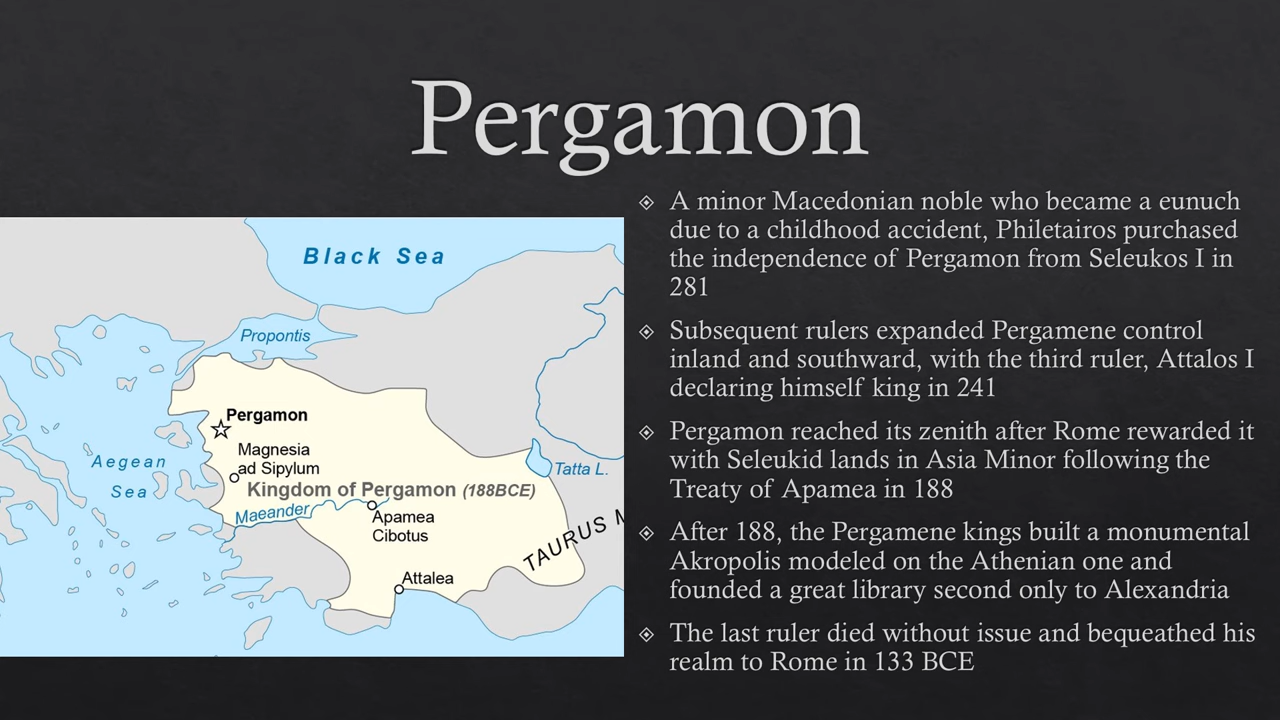 Pergamon
Black Sea
Propontis
Pergamon
Magnesia
ad Sipylum
Aegean
Sea
Tatta L.
Kingdom of Pergamon (188BCE)
Maeander
Apamea
Cibotus
TAURUS M
Attalea
A minor Macedonian noble who became a eunuch
due to a childhood accident, Philetairos purchased
the independence of Pergamon from Seleukos I in
281
Subsequent rulers expanded Pergamene control
inland and southward, with the third ruler, Attalos I
declaring himself king in 241
Pergamon reached its zenith after Rome rewarded it
with Seleukid lands in Asia Minor following the
Treaty of Apamea in 188
After 188, the Pergamene kings built a monumental
Akropolis modeled on the Athenian one and
founded a great library second only to Alexandria
The last ruler died without issue and bequeathed his
realm to Rome in 133 BCE